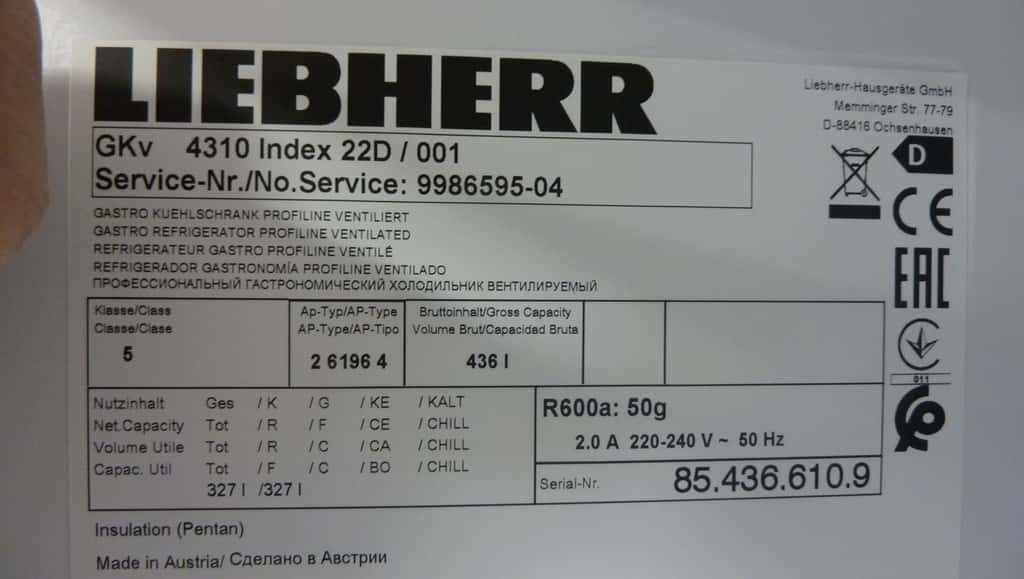 LIEBHERR
Liebherr-Hausgeräte GmbH
Memminger Str. 77-79
D-88416 Ochsenhausen
GKv 4310 Index 22D / 001
Service-Nr./No.Service: 9986595-04
D
CE
EAC
011
GASTRO KUEHLSCHRANK PROFILINE VENTILIERT
GASTRO REFRIGERATOR PROFILINE VENTILATED
REFRIGERATEUR GASTRO PROFILINE VENTILÉ
REFRIGERADOR GASTRONOMÍA PROFILINE VENTILADO
ПРОФЕССИОНАЛЬНЫЙ ГАСТРОНОМИЧЕСКИЙ ХОЛОДИЛЬНИК ВЕНТИЛИРУЕМЫЙ
Klasse/Class
Classe/Clase
5
Ap-Typ/AP-Type
AP-Type/AP-Tipo
2 6196 4
Bruttoinhalt/Gross Capacity
Volume Brut/Capacidad Bruta
436 l
Nutzinhalt Ges / K / G / KE / KALT
Net.Capacity Tot / R / F / CE / CHILL
Volume Utile Tot / R / C / CA / CHILL
Capac. Util Tot / F / C / BO / CHILL
327 l /327 l
R600a: 50g
2.0 A 220-240 V ~ 50 Hz
Serial-Nr. 85.436.610.9
Insulation (Pentan)
Made in Austria/ Сделано в Австрии